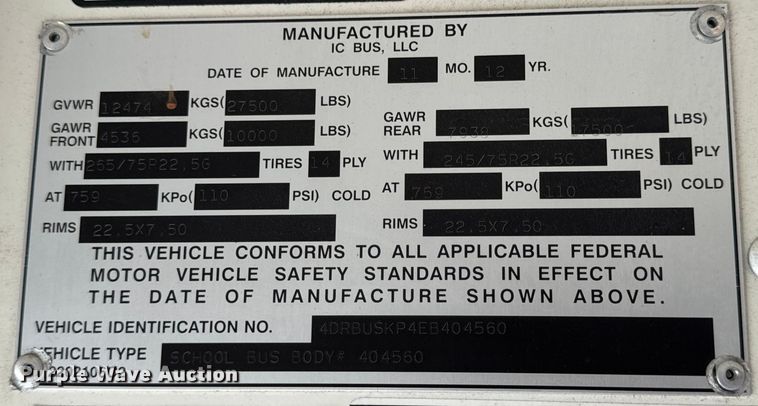 MANUFACTURED BY
IC BUS, LLC
DATE OF MANUFACTURE 11 MO. 12 YR.
GVWR 12474 KGS( 27500 LBS)
GAWR FRONT 4536 KGS( 10000 LBS)
GAWR REAR 7938 KGS( 17500 LBS)
WITH 265/75R22.5G TIRES 14 PLY
WITH 245/75R22.5G TIRES 14 PLY
AT 759 KPo( 110 PSI) COLD
AT 759 KPo( 110 PSI) COLD
RIMS 22.5X7.50
RIMS 22.5X7.50
THIS VEHICLE CONFORMS TO ALL APPLICABLE FEDERAL
MOTOR VEHICLE SAFETY STANDARDS IN EFFECT ON
THE DATE OF MANUFACTURE SHOWN ABOVE.
VEHICLE IDENTIFICATION NO. 4DRBUSKP4EB404560
VEHICLE TYPE SCHOOL BUS BODY# 404560
Purple Wave Auction